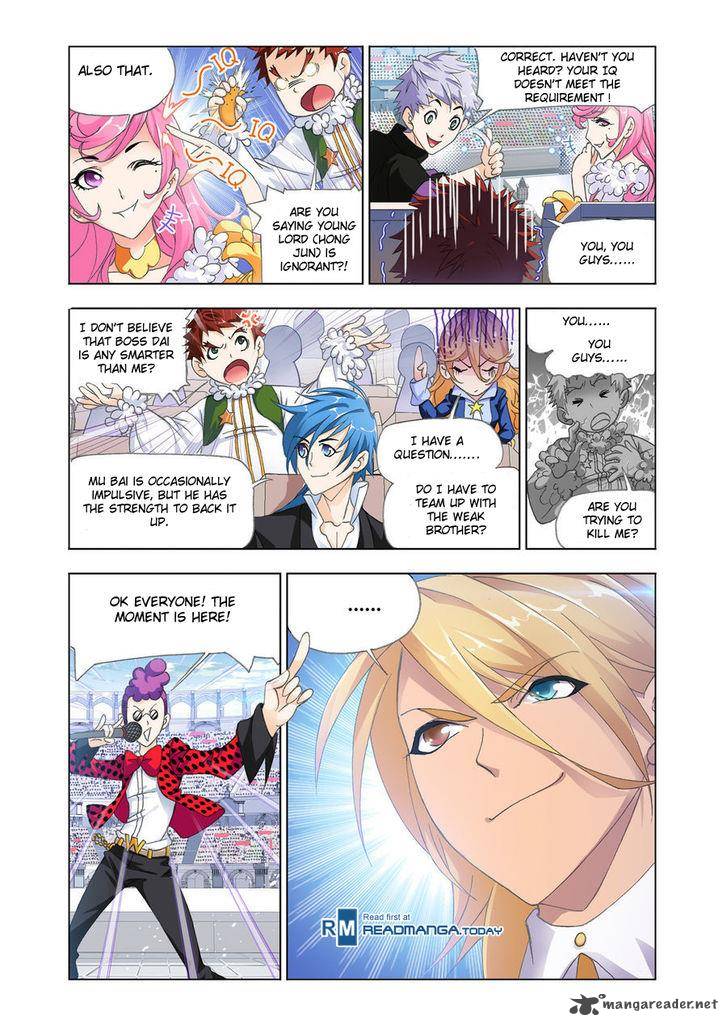 ALSO THAT.
IQ
IQ
IQ
ARE YOU
SAYING YOUNG
LORD (HONG
JUN) IS
IGNORANT?!
CORRECT. HAVEN'T YOU
HEARD? YOUR IQ
DOESN'T MEET THE
REQUIREMENT !
YOU, YOU
GUYS......
I DON'T BELIEVE
THAT BOSS DAI
IS ANY SMARTER
THAN ME?
MU BAI IS OCCASIONALLY
IMPULSIVE, BUT HE HAS
THE STRENGTH TO BACK IT
UP.
I HAVE A
QUESTION.......
DO I HAVE TO
TEAM UP WITH
THE WEAK
BROTHER?
YOU......
YOU
GUYS......
ARE YOU
TRYING TO
KILL ME?
OK EVERYONE! THE
MOMENT IS HERE!
......
RM
Read first at
READMANGA.TODAY
mangareader.net